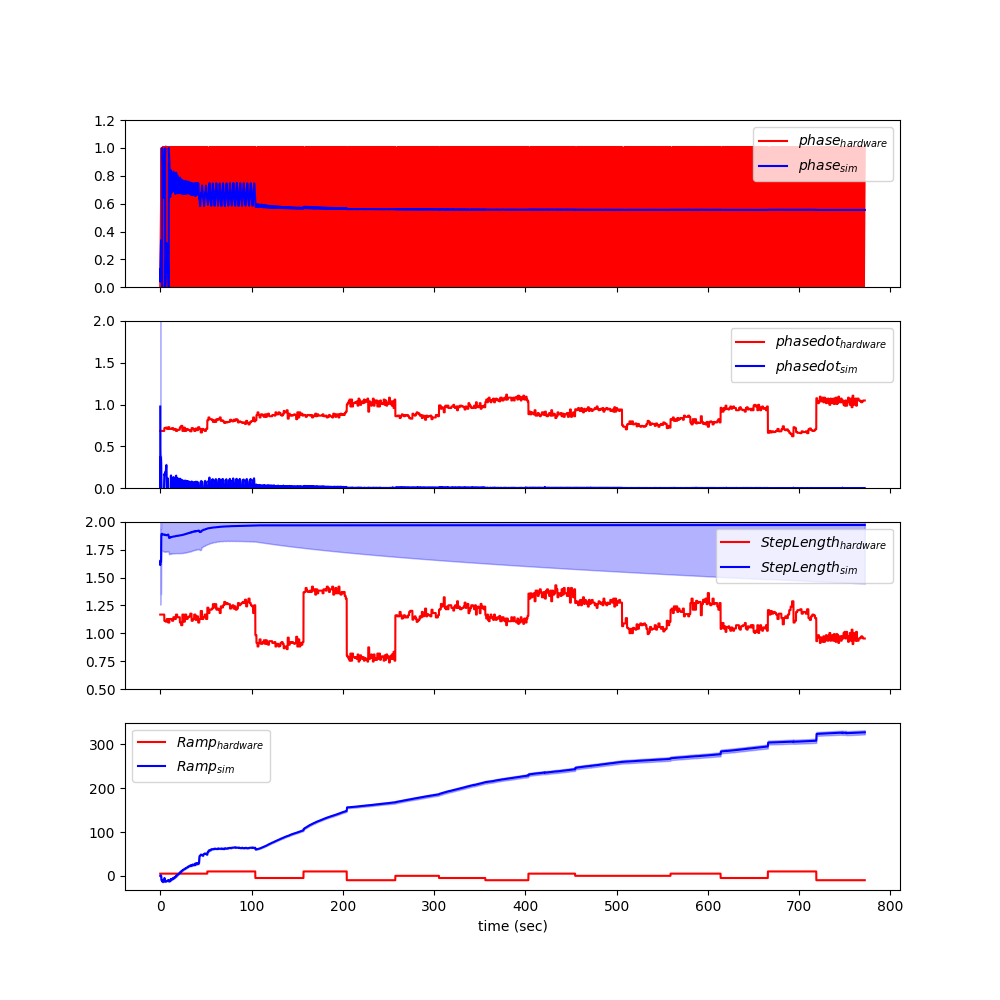 1.2
1.0
0.8
0.6
0.4
0.2
0.0
phase_hardware
phase_sim
2.0
1.5
1.0
0.5
0.0
phasedot_hardware
phasedot_sim
2.00
1.75
1.50
1.25
1.00
0.75
0.50
StepLength_hardware
StepLength_sim
300
200
100
0
Ramp_hardware
Ramp_sim
0 100 200 300 400 500 600 700 800
time (sec)